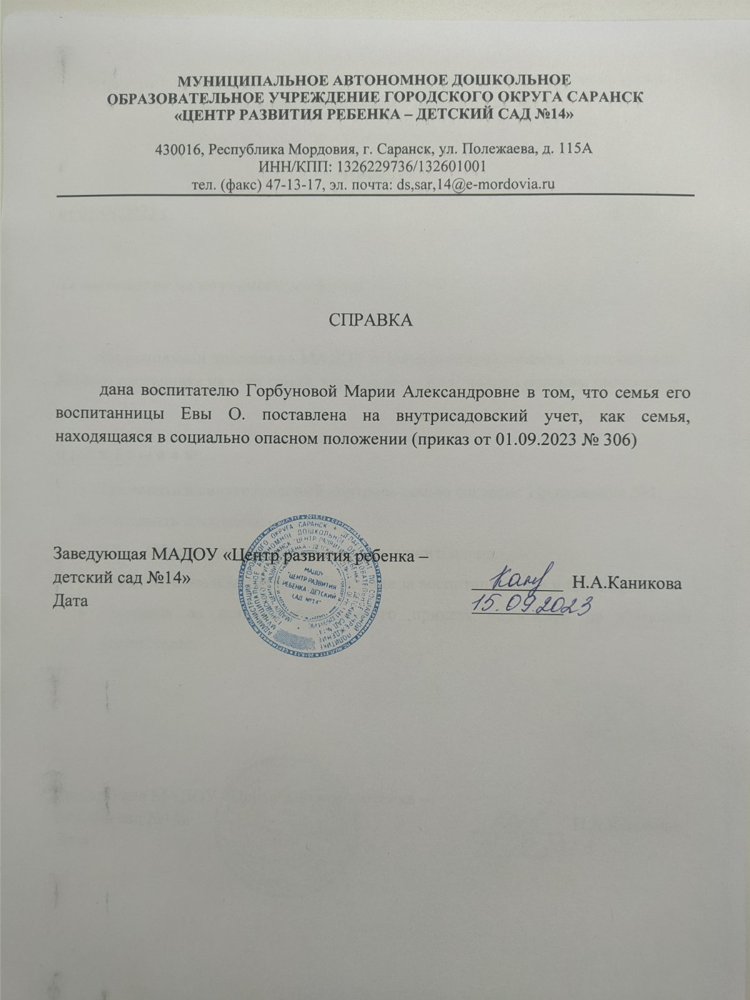 МУНИЦИПАЛЬНОЕ АВТОНОМНОЕ ДОШКОЛЬНОЕ
ОБРАЗОВАТЕЛЬНОЕ УЧРЕЖДЕНИЕ ГОРОДСКОГО ОКРУГА САРАНСК
«ЦЕНТР РАЗВИТИЯ РЕБЕНКА – ДЕТСКИЙ САД №14»
430016, Республика Мордовия, г. Саранск, ул. Полежаева, д. 115А
ИНН/КПП: 1326229736/132601001
тел. (факс) 47-13-17, эл. почта: ds,sar,14@e-mordovia.ru
СПРАВКА
дана воспитателю Горбуновой Марии Александровне в том, что семья его
воспитанницы Евы О. поставлена на внутрисадовский учет, как семья,
находящаяся в социально опасном положении (приказ от 01.09.2023 № 306)
Заведующая МАДОУ «Центр развития ребенка –
детский сад №14» Н.А.Каникова
Дата 15.09.2023
МАДОУ
"ЦЕНТР РАЗВИТИЯ
РЕБЕНКА - ДЕТСКИЙ
САД №14"